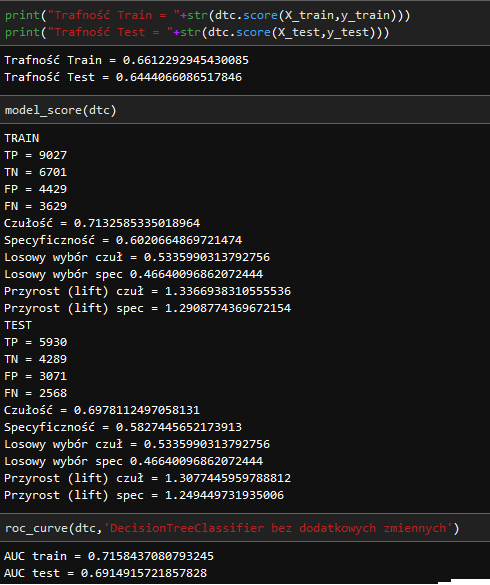 print("Trafność Train = "+str(dtc.score(X_train,y_train)))
print("Trafność Test = "+str(dtc.score(X_test,y_test)))
Trafność Train = 0.6612292945430085
Trafność Test = 0.6444066086517846
model_score(dtc)
TRAIN
TP = 9027
TN = 6701
FP = 4429
FN = 3629
Czułość = 0.7132585335018964
Specyficzność = 0.6020664869721474
Losowy wybór czuł = 0.5335990313792756
Losowy wybór spec 0.46640096862072444
Przyrost (lift) czuł = 1.3366938310555536
Przyrost (lift) spec = 1.2908774369672154
TEST
TP = 5930
TN = 4289
FP = 3071
FN = 2568
Czułość = 0.6978112497058131
Specyficzność = 0.5827445652173913
Losowy wybór czuł = 0.5335990313792756
Losowy wybór spec 0.46640096862072444
Przyrost (lift) czuł = 1.3077445959788812
Przyrost (lift) spec = 1.249449731935006
roc_curve(dtc,'DecisionTreeClassifier bez dodatkowych zmiennych')
AUC train = 0.7158437080793245
AUC test = 0.6914915721857828